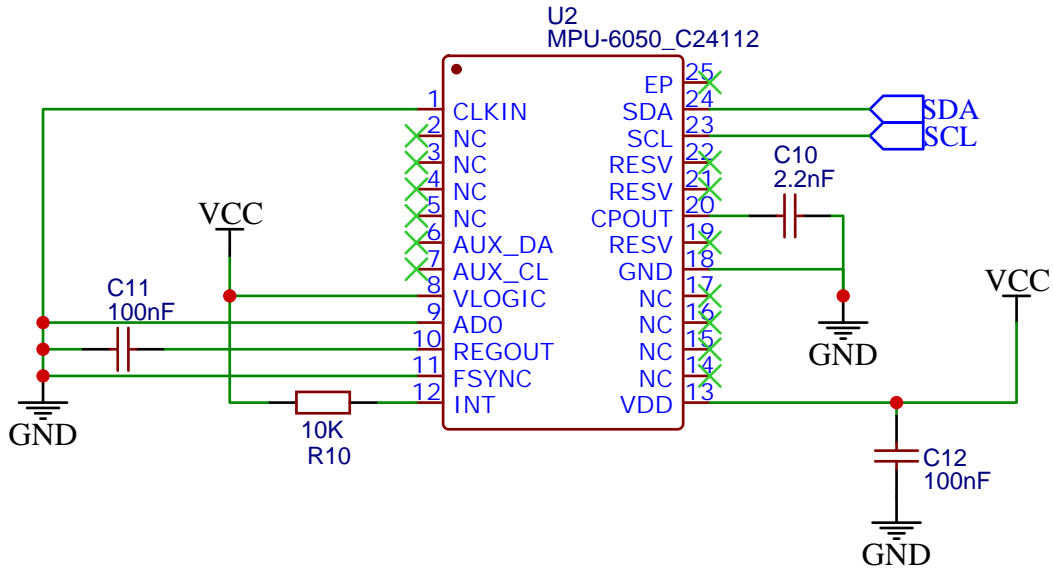 U2
MPU-6050_C24112
1 CLKIN
2 NC
3 NC
4 NC
5 NC
6 AUX_DA
7 AUX_CL
8 VLOGIC
9 AD0
10 REGOUT
11 FSYNC
12 INT
EP 25
SDA 24
SCL 23
RESV 22
RESV 21
CPOUT 20
RESV 19
GND 18
NC 17
NC 16
NC 15
NC 14
VDD 13
SDA
SCL
C10
2.2nF
VCC
C11
100nF
GND
10K
R10
GND
VCC
C12
100nF
GND